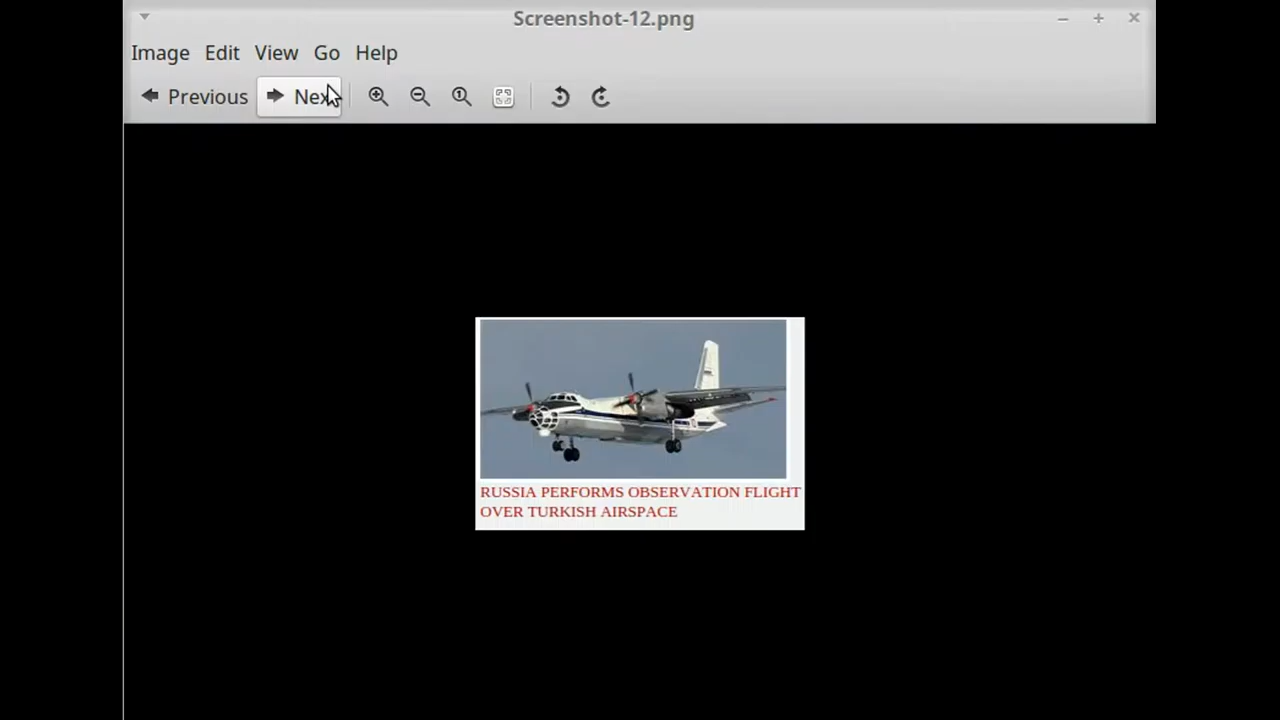 Screenshot-12.png
Image Edit View Go Help
Previous
RUSSIA PERFORMS OBSERVATION FLIGHT
OVER TURKISH AIRSPACE